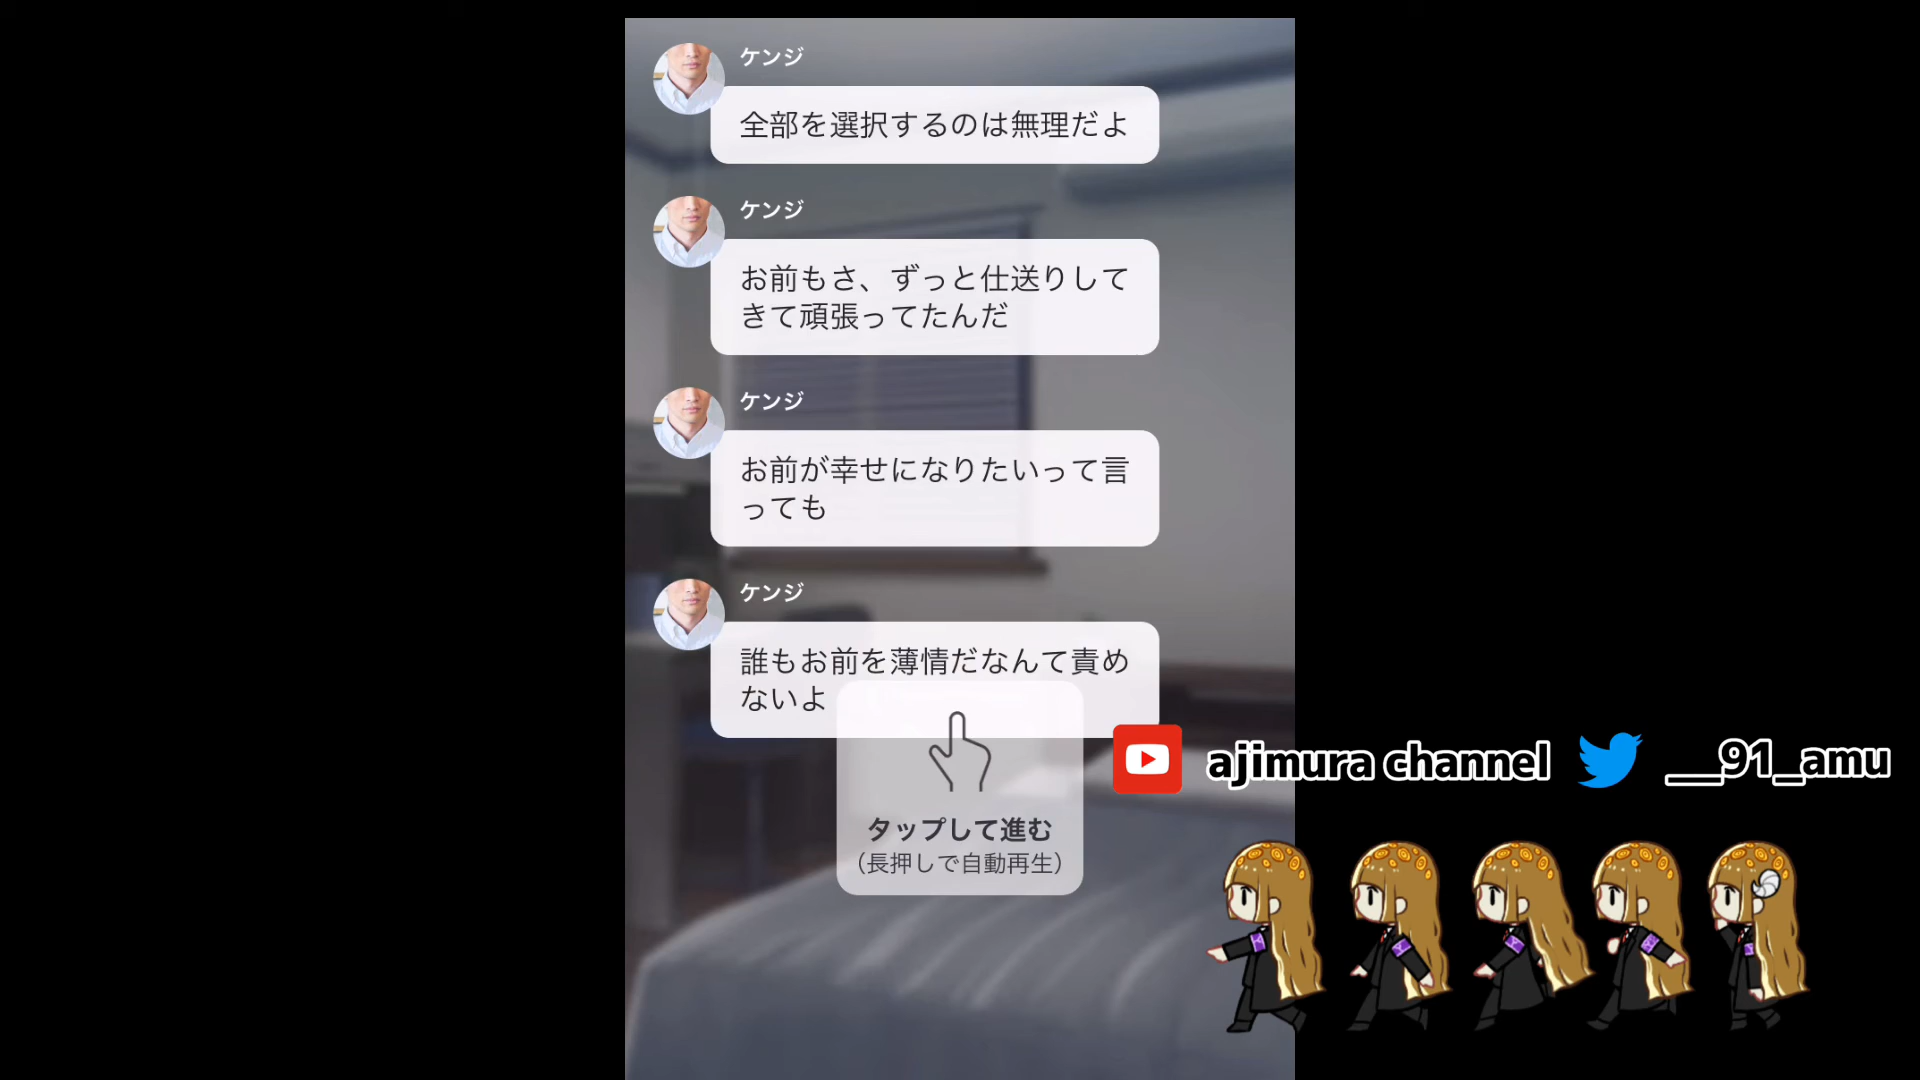 ケンジ
全部を選択するのは無理だよ
ケンジ
お前もさ、ずっと仕送りして
きて頑張ってたんだ
ケンジ
お前が幸せになりたいって言
っても
ケンジ
誰もお前を薄情だなんて責め
ないよ
タップして進む
（長押しで自動再生）
ajimura channel
__91_amu